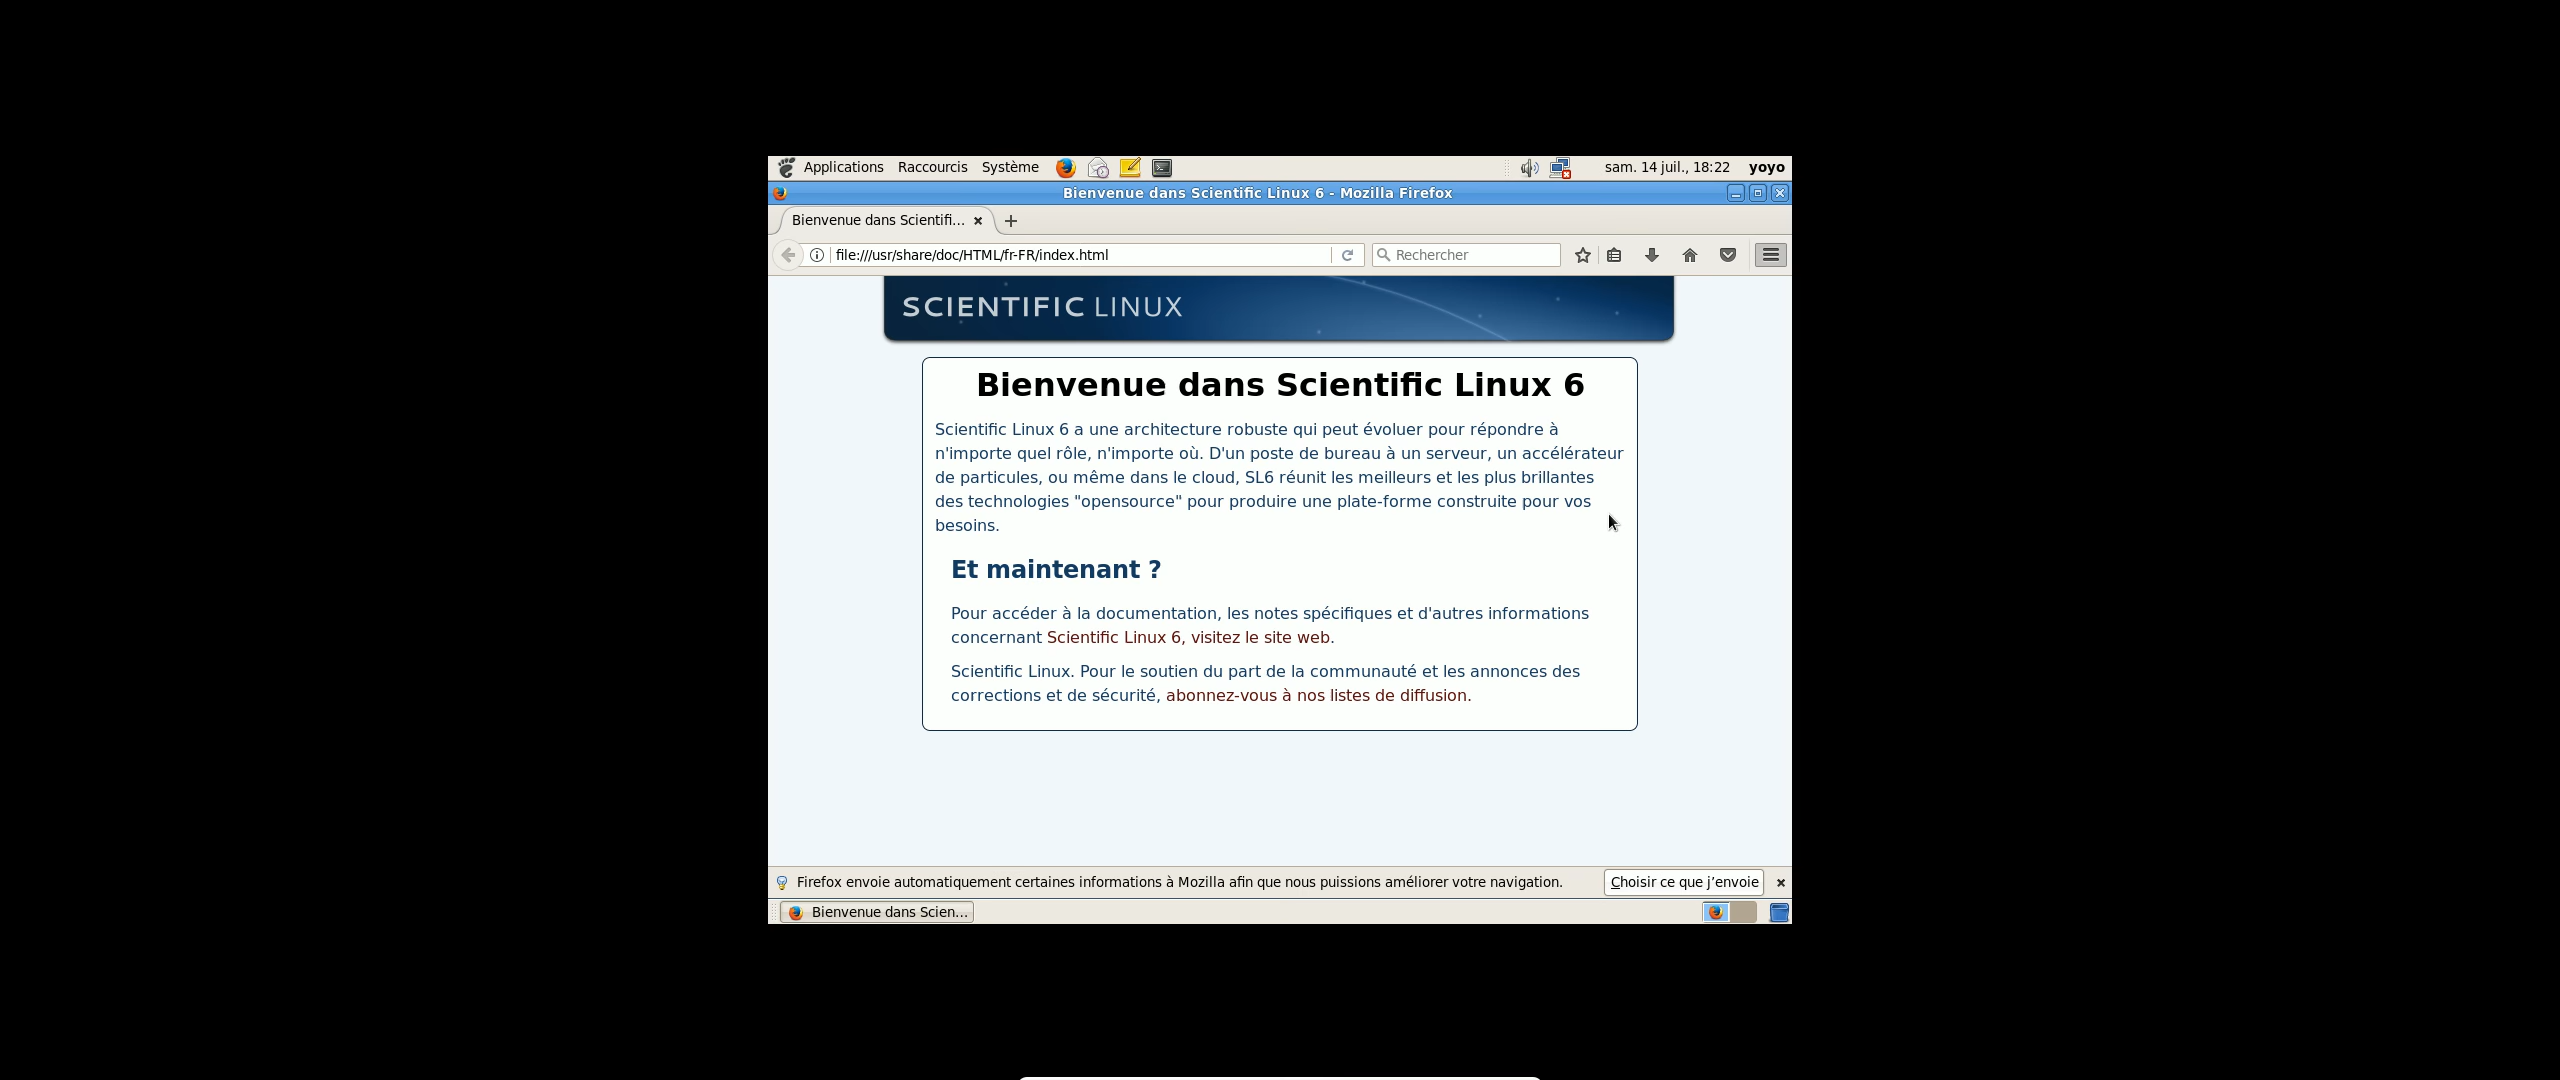 Applications Raccourcis Système sam. 14 juil., 18:22 yoyo
Bienvenue dans Scientific Linux 6 - Mozilla Firefox
Bienvenue dans Scientifi...
file:///usr/share/doc/HTML/fr-FR/index.html Rechercher
SCIENTIFIC LINUX
Bienvenue dans Scientific Linux 6
Scientific Linux 6 a une architecture robuste qui peut évoluer pour répondre à
n'importe quel rôle, n'importe où. D'un poste de bureau à un serveur, un accélérateur
de particules, ou même dans le cloud, SL6 réunit les meilleurs et les plus brillantes
des technologies "opensource" pour produire une plate-forme construite pour vos
besoins.
Et maintenant ?
Pour accéder à la documentation, les notes spécifiques et d'autres informations
concernant Scientific Linux 6, visitez le site web.
Scientific Linux. Pour le soutien du part de la communauté et les annonces des
corrections et de sécurité, abonnez-vous à nos listes de diffusion.
Firefox envoie automatiquement certaines informations à Mozilla afin que nous puissions améliorer votre navigation. Choisir ce que j’envoie
Bienvenue dans Scien...